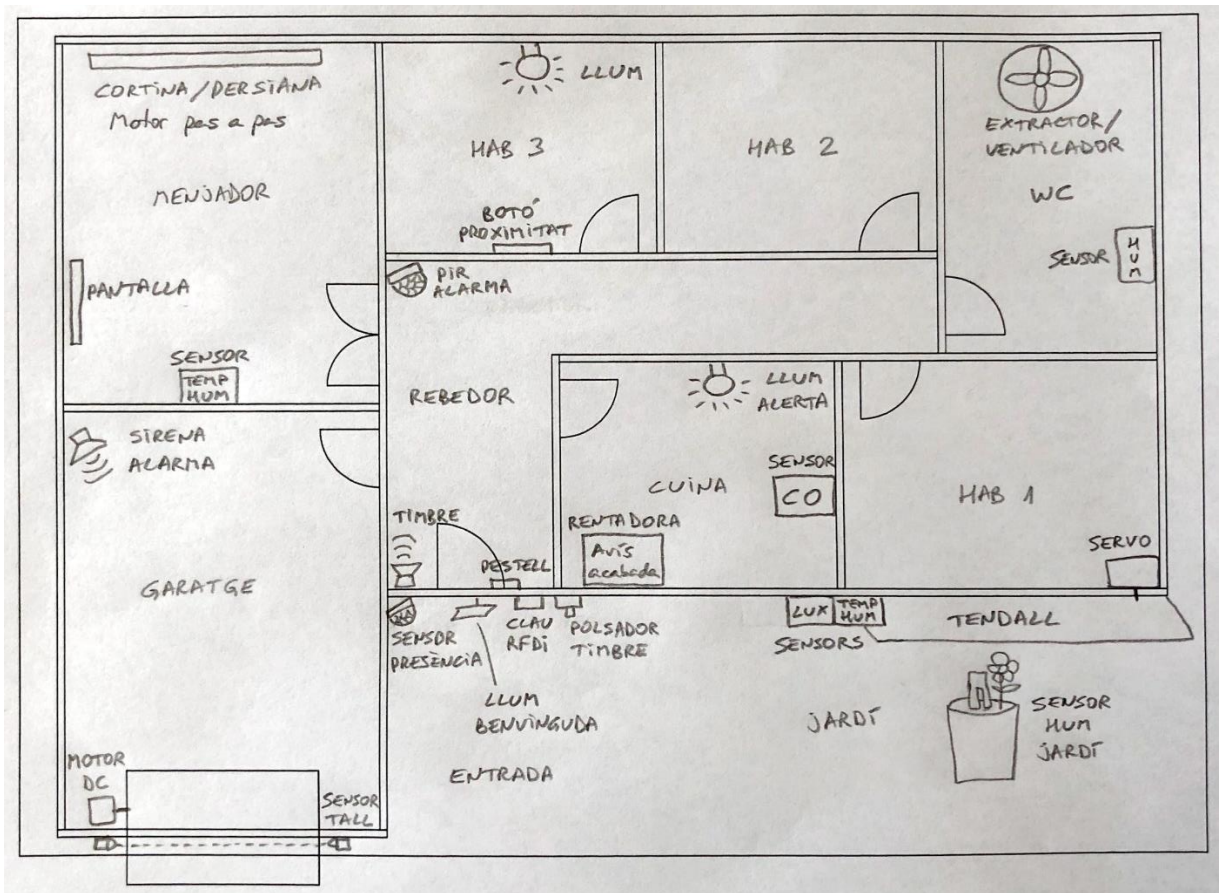 CORTINA/PERSIANA
Motor pas a pas
MENJADOR
PANTALLA
SENSOR
TEMP
HUM
LLUM
HAB 3
BOTÓ
PROXIMITAT
HAB 2
EXTRACTOR/
VENTILADOR
WC
SENSOR
HUM
PIR
ALARMA
REBEDOR
SIRENA
ALARMA
GARATGE
MOTOR
DC
SENSOR
TALL
LLUM
ALERTA
SENSOR
CO
CUINA
RENTADORA
Avís
acabada
HAB 1
SERVO
TIMBRE
PESTELL
SENSOR
PRESÈNCIA
CLAU
RFDi
POLSADOR
TIMBRE
LLUM
BENVINGUDA
ENTRADA
LUX
TEMP
HUM
SENSORS
TENDALL
JARDÍ
SENSOR
HUM
JARDÍ